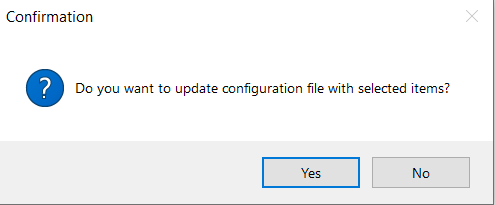 Confirmation
Do you want to update configuration file with selected items?
Yes
No